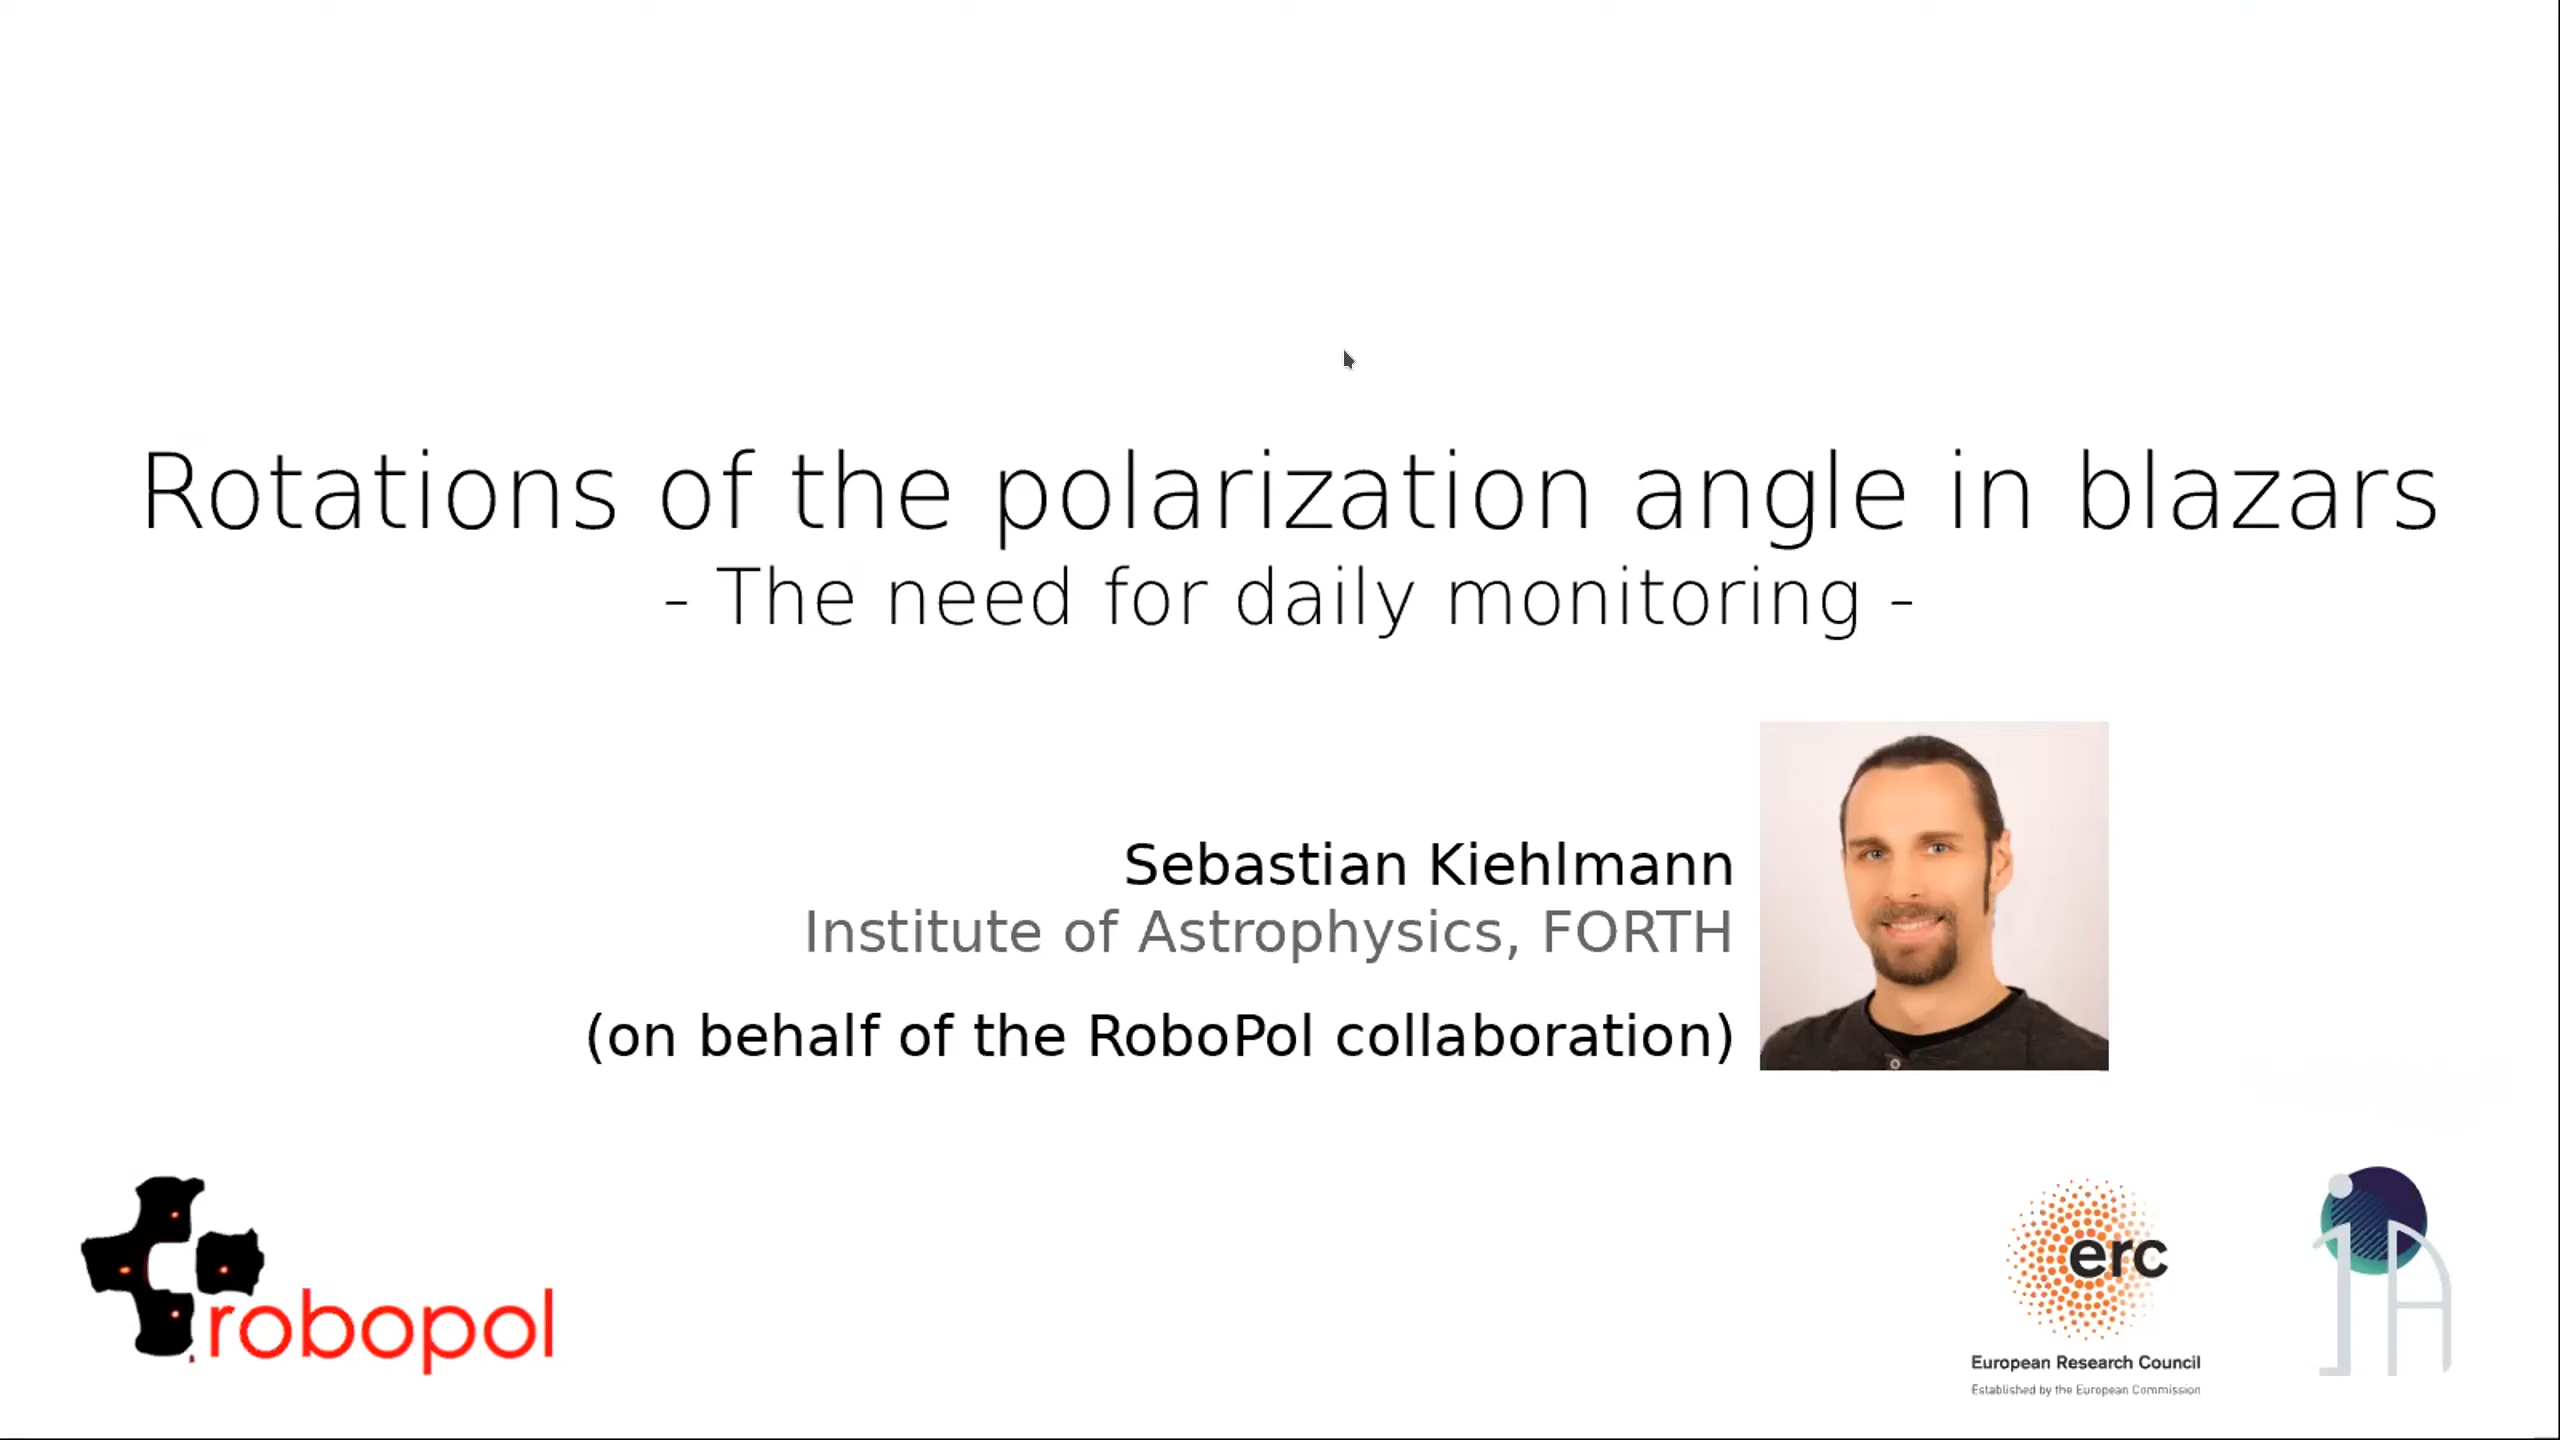 Rotations of the polarization angle in blazars
- The need for daily monitoring -
Sebastian Kiehlmann
Institute of Astrophysics, FORTH
(on behalf of the RoboPol collaboration)
robopol
erc
European Research Council
Established by the European Commission
iA